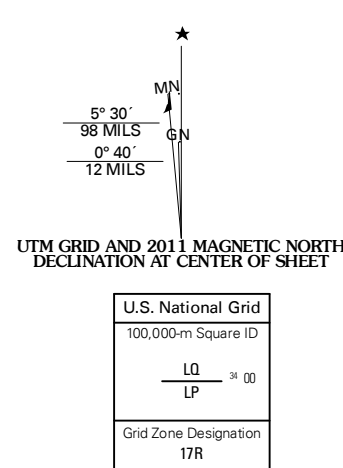 ★
MN
5° 30´
98 MILS
GN
0° 40´
12 MILS
UTM GRID AND 2011 MAGNETIC NORTH
DECLINATION AT CENTER OF SHEET
U.S. National Grid
100,000-m Square ID
LQ
34 00
LP
Grid Zone Designation
17R